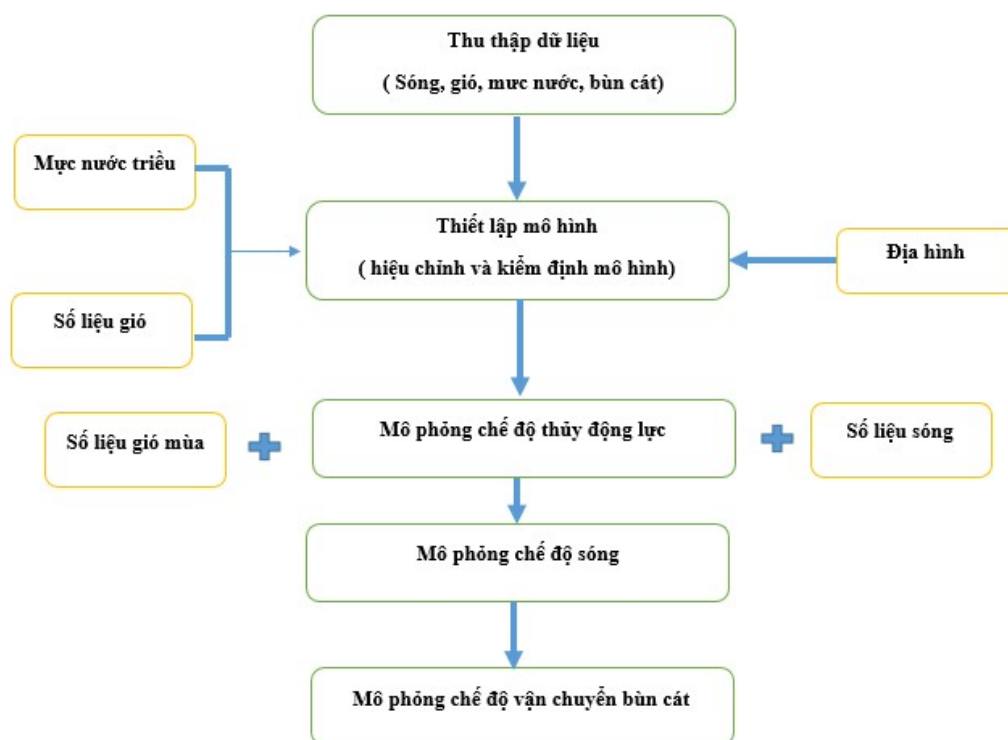 Thu thập dữ liệu
( Sóng, gió, mưc nước, bùn cát)
Mực nước triều
Thiết lập mô hình
( hiệu chỉnh và kiểm định mô hình)
Địa hình
Số liệu gió
Số liệu gió mùa
Mô phỏng chế độ thủy động lực
Số liệu sóng
Mô phỏng chế độ sóng
Mô phỏng chế độ vận chuyển bùn cát